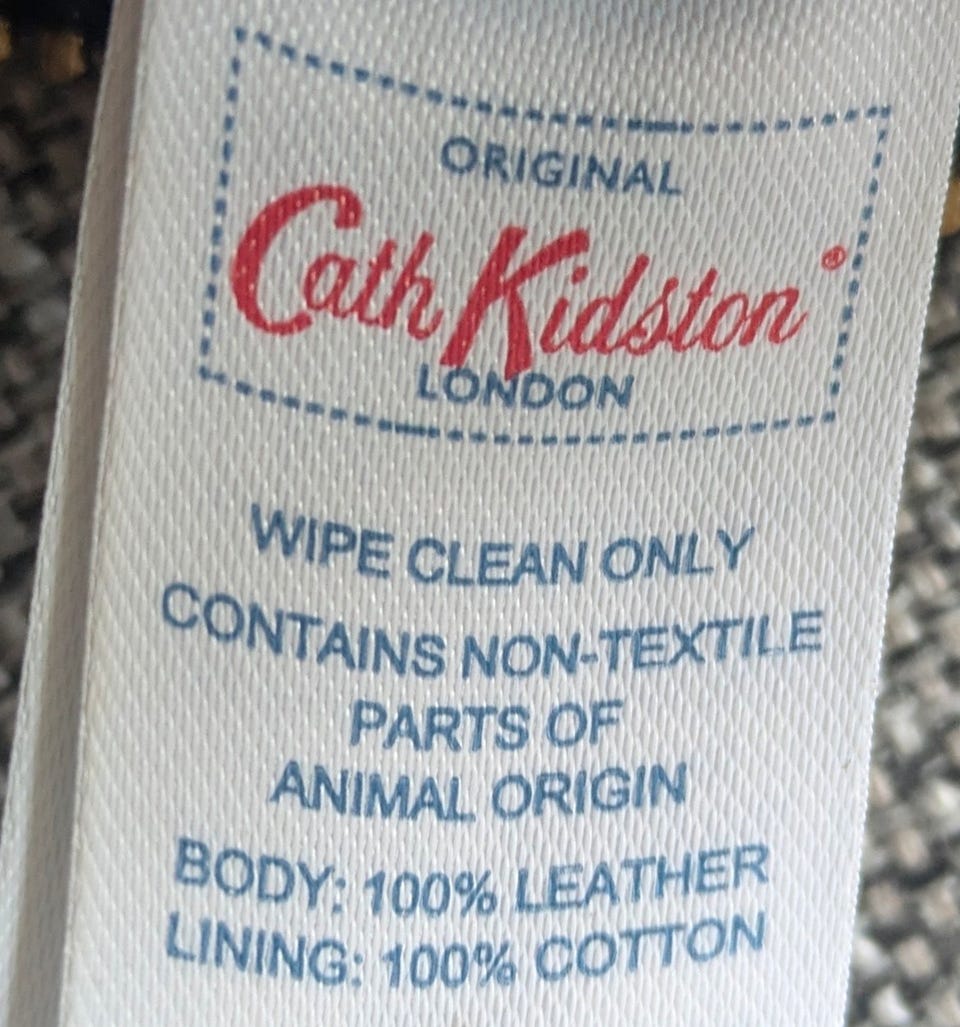 ORIGINAL
Cath Kidston®
LONDON
WIPE CLEAN ONLY
CONTAINS NON-TEXTILE
PARTS OF
ANIMAL ORIGIN
BODY: 100% LEATHER
LINING: 100% COTTON